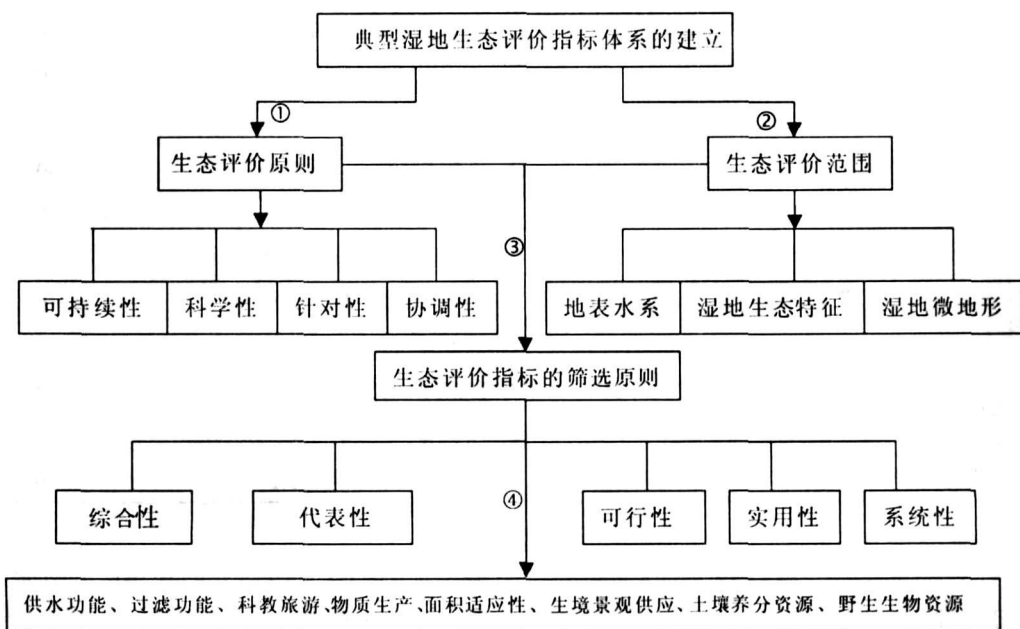 典型湿地生态评价指标体系的建立
①
②
生态评价原则
生态评价范围
③
可持续性
科学性
针对性
协调性
地表水系
湿地生态特征
湿地微地形
生态评价指标的筛选原则
④
综合性
代表性
可行性
实用性
系统性
供水功能、过滤功能、科教旅游、物质生产、面积适应性、生境景观供应、土壤养分资源、野生生物资源